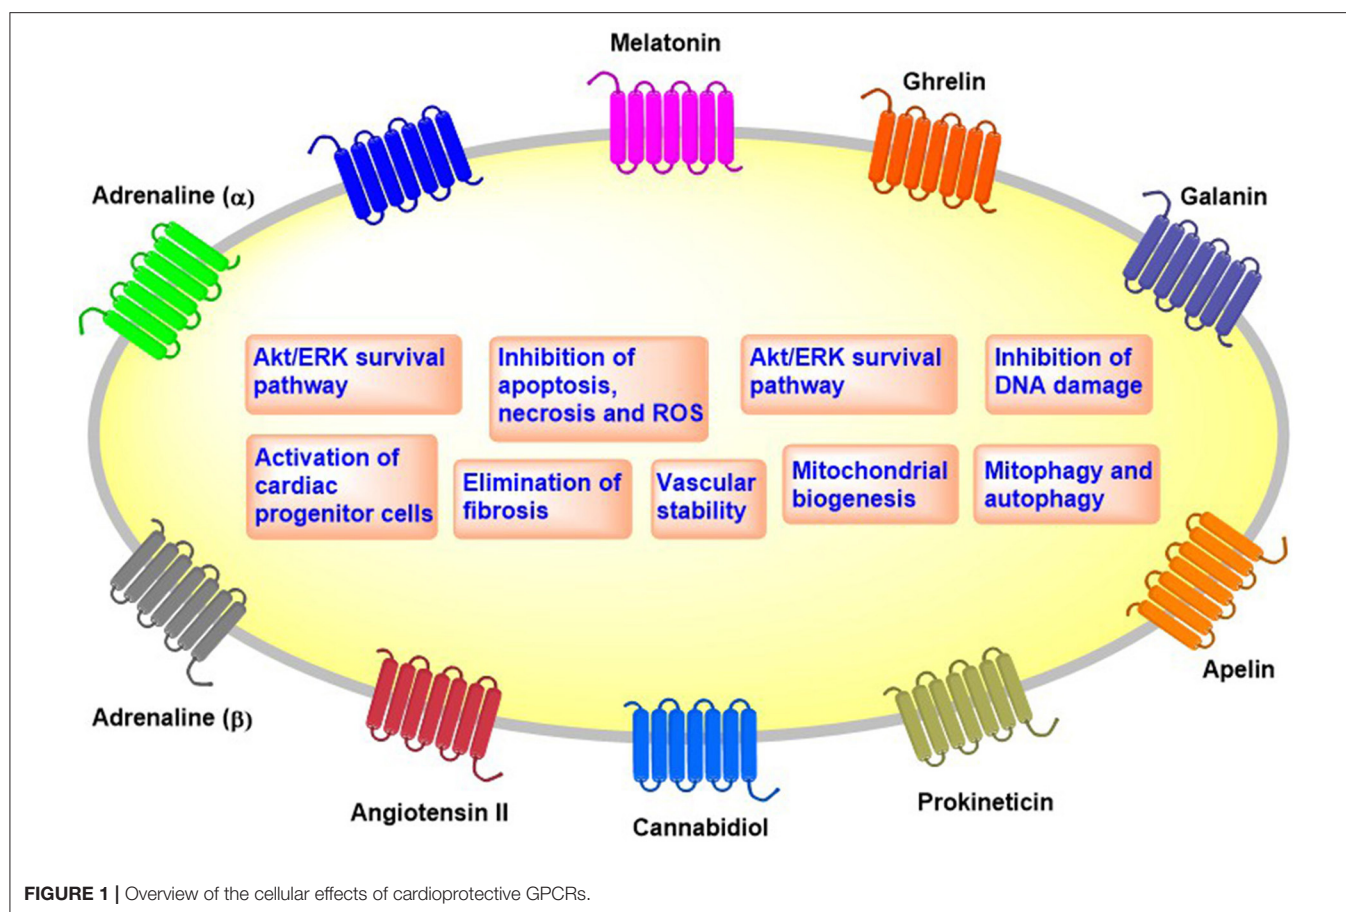 Melatonin
Ghrelin
Adrenaline (α)
Galanin
Akt/ERK survival
pathway
Inhibition of
apoptosis,
necrosis and ROS
Akt/ERK survival
pathway
Inhibition of
DNA damage
Activation of
cardiac
progenitor cells
Elimination of
fibrosis
Vascular
stability
Mitochondrial
biogenesis
Mitophagy and
autophagy
Apelin
Adrenaline (β)
Angiotensin II
Cannabidiol
Prokineticin
FIGURE 1 | Overview of the cellular effects of cardioprotective GPCRs.